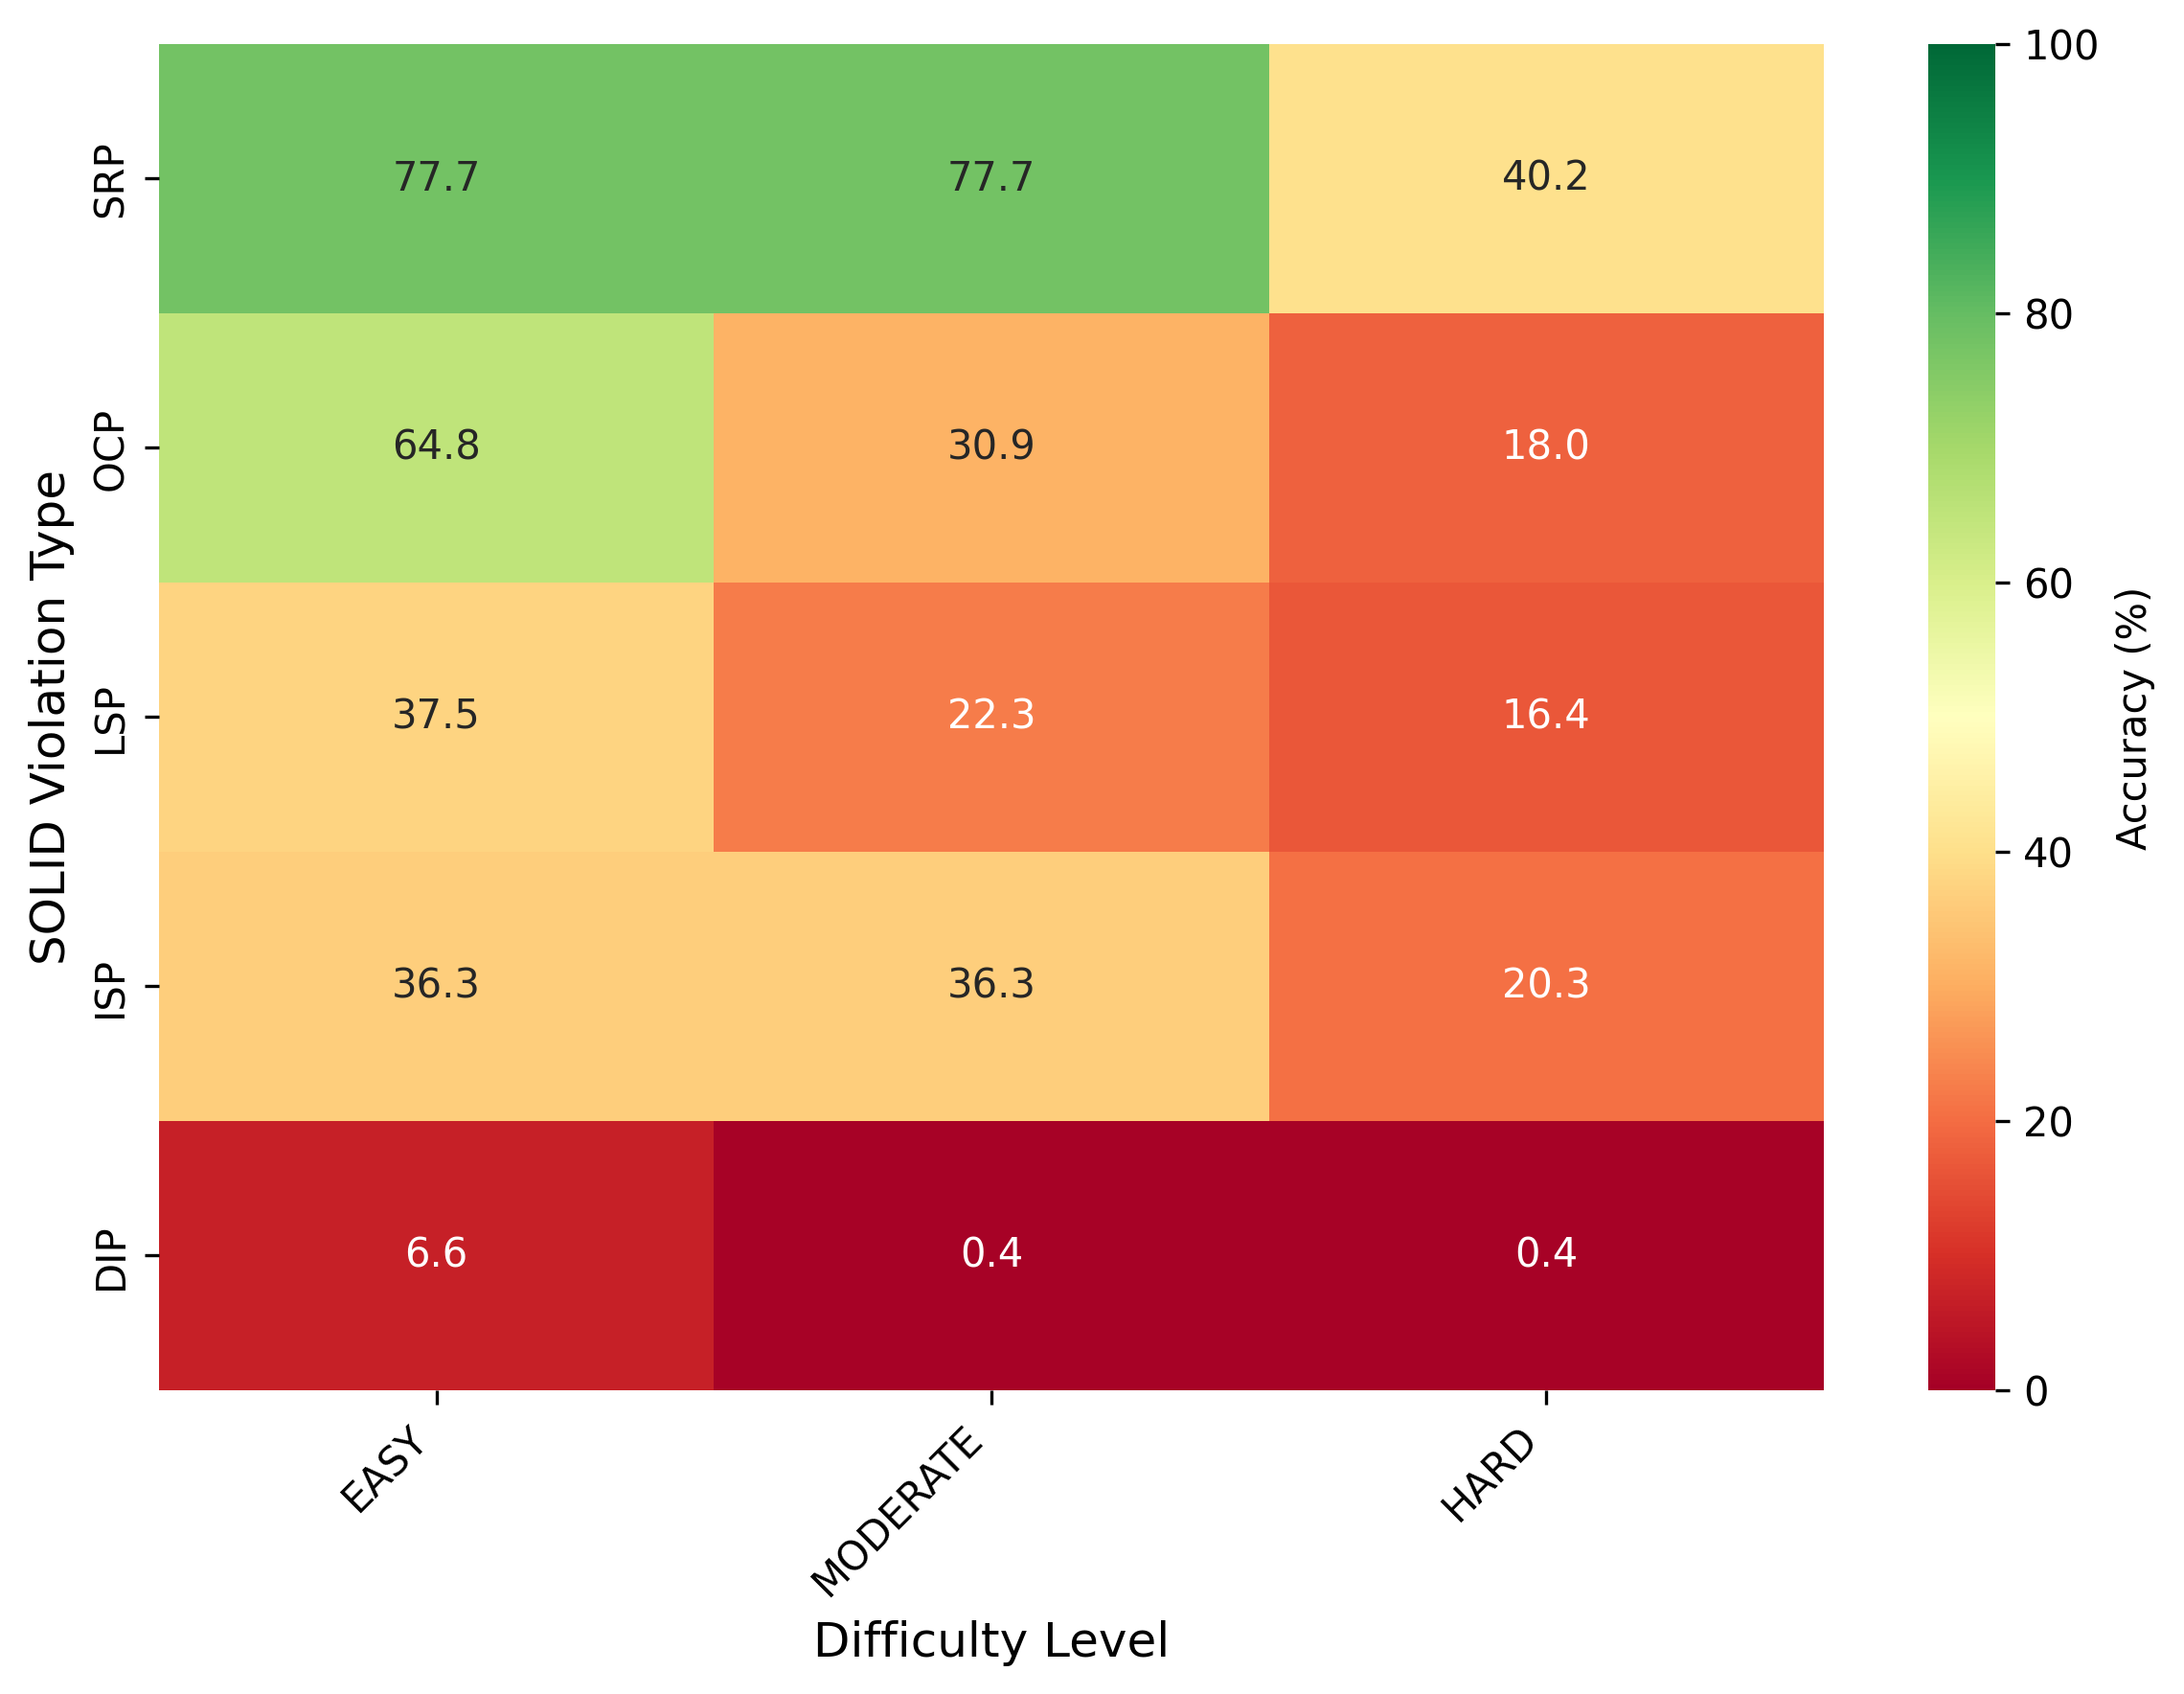 SOLID Violation Type
SRP
77.7 77.7 40.2
OCP
64.8 30.9 18.0
LSP
37.5 22.3 16.4
ISP
36.3 36.3 20.3
DIP
6.6 0.4 0.4
EASY MODERATE HARD
Difficulty Level
100
80
60
40
20
0
Accuracy (%)